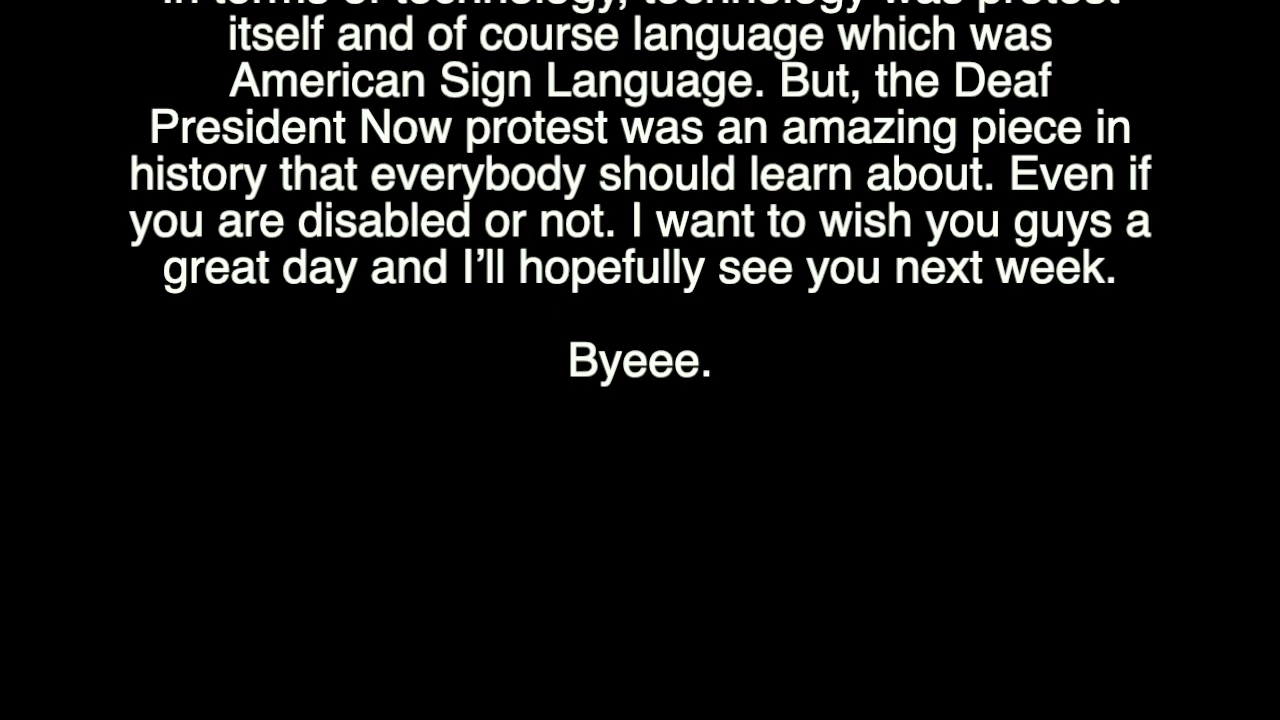 In terms of technology, technology was protest
itself and of course language which was
American Sign Language. But, the Deaf
President Now protest was an amazing piece in
history that everybody should learn about. Even if
you are disabled or not. I want to wish you guys a
great day and I’ll hopefully see you next week.
Byeee.